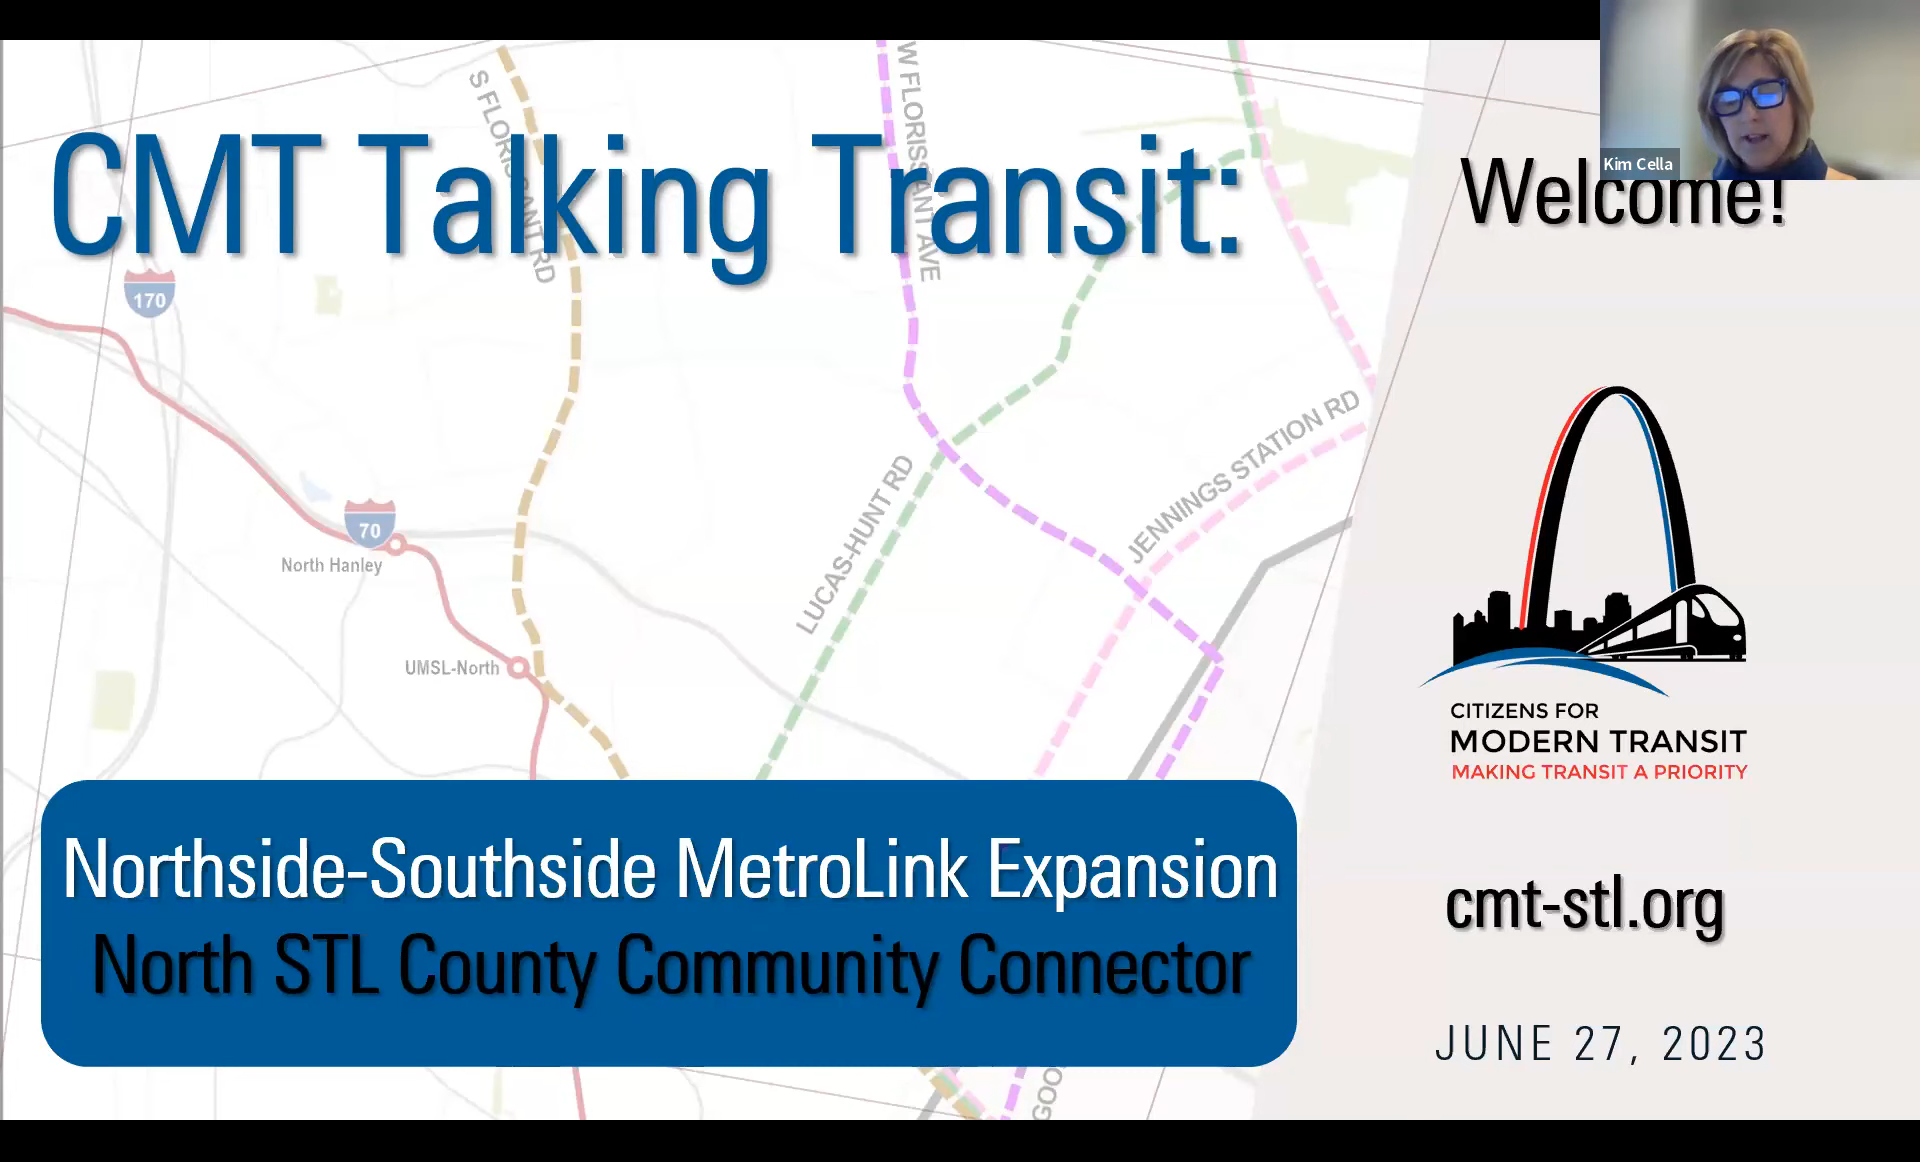 CMT Talking Transit:
Welcome!
Kim Cella
S FLORISSANT RD
W FLORISSANT AVE
170
70
North Hanley
UMSL-North
LUCAS-HUNT RD
JENNINGS STATION RD
CITIZENS FOR
MODERN TRANSIT
MAKING TRANSIT A PRIORITY
Northside-Southside MetroLink Expansion
North STL County Community Connector
cmt-stl.org
JUNE 27, 2023